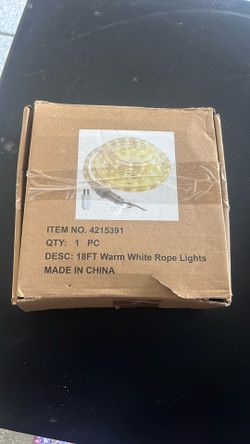 ITEM NO. 4215391
QTY: 1 PC
DESC: 18FT Warm White Rope Lights
MADE IN CHINA